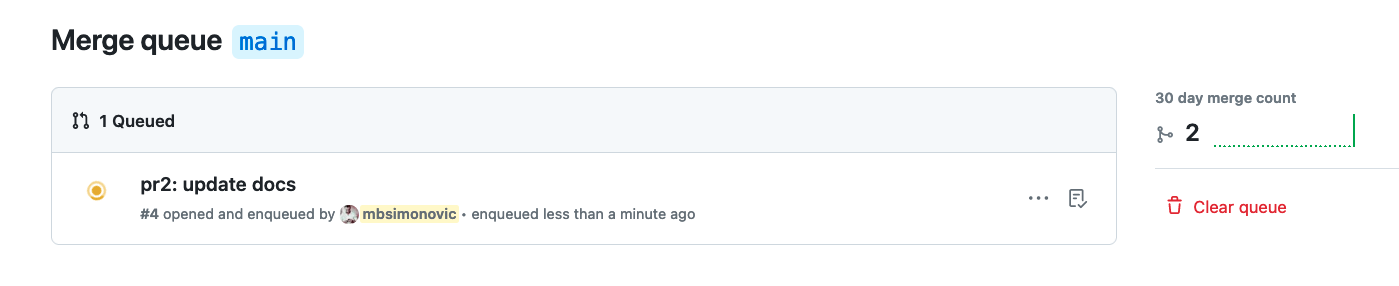 Merge queue main
1 Queued
pr2: update docs
#4 opened and enqueued by mbsimonovic • enqueued less than a minute ago
30 day merge count
2
Clear queue